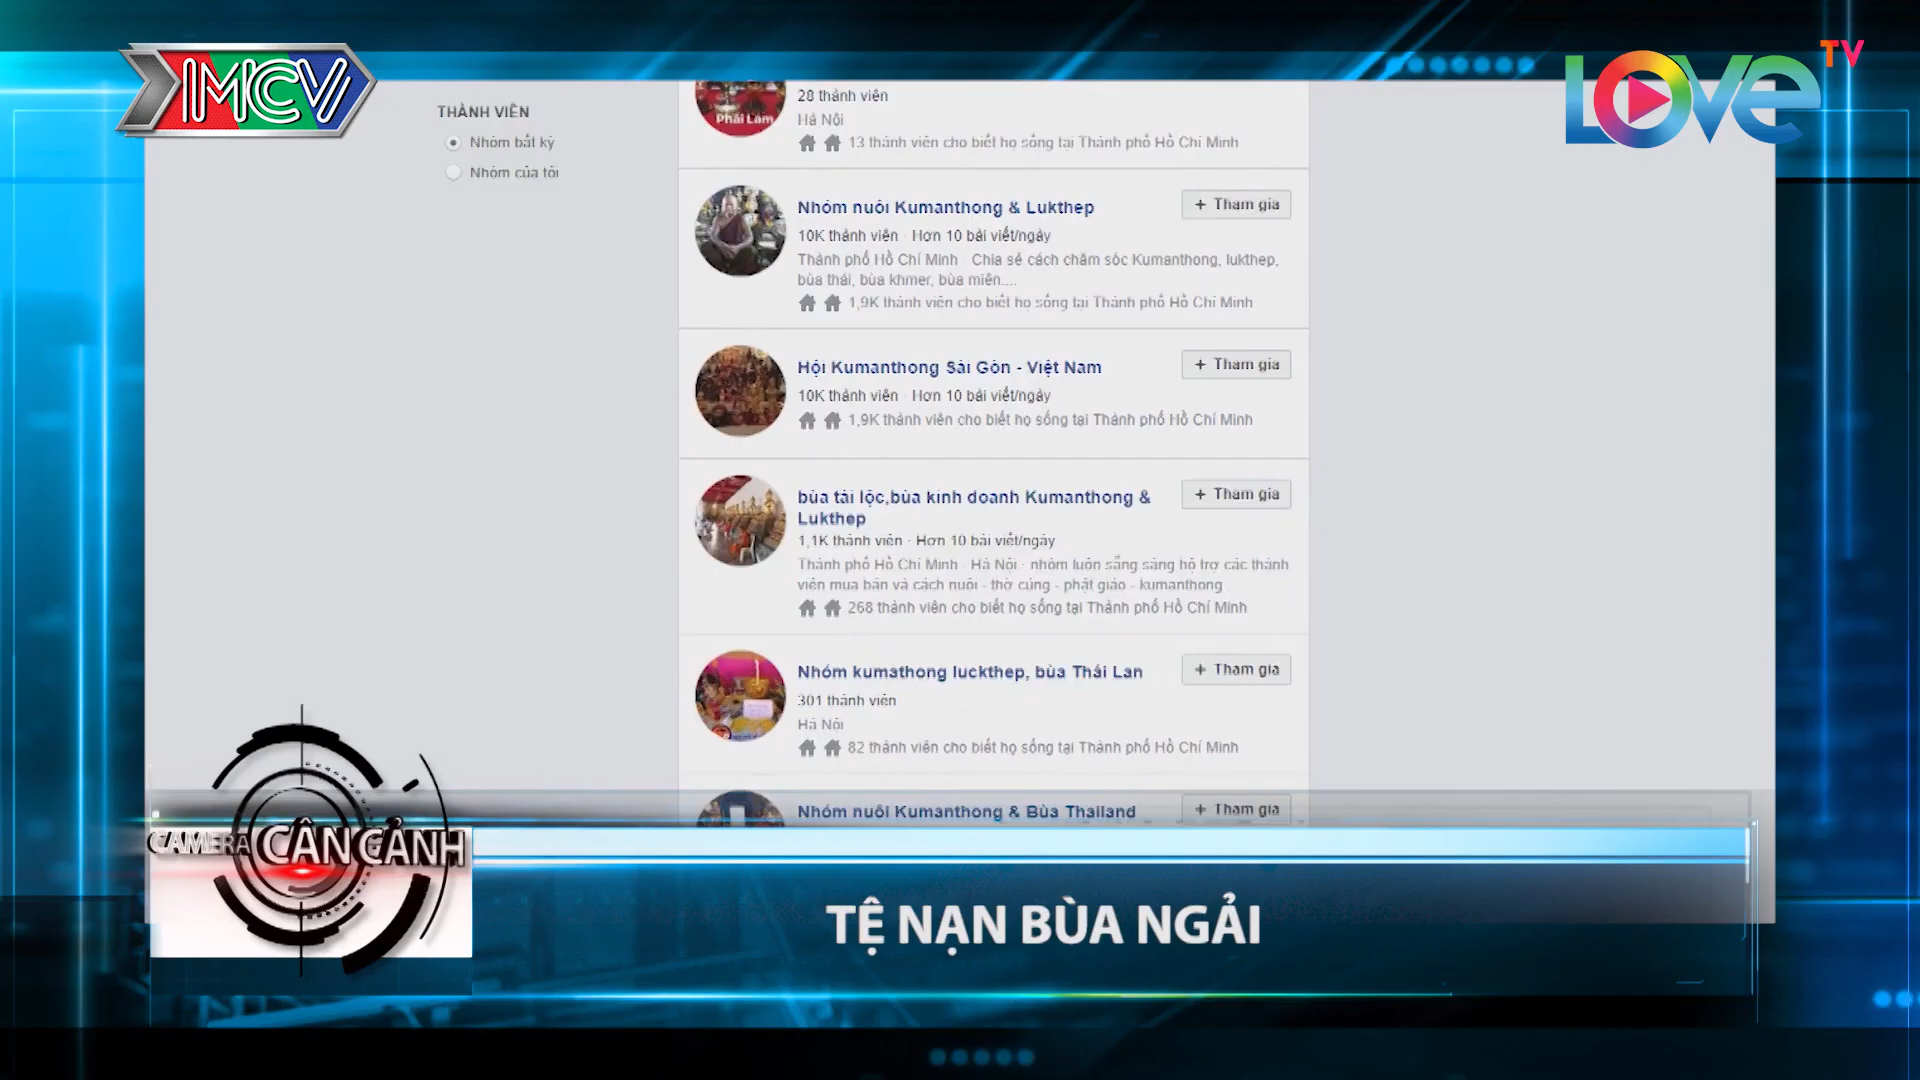 MCV
LOVE TV
THÀNH VIÊN
Nhóm bất kỳ
Nhóm của tôi
Phái Lam
28 thành viên
Hà Nội
13 thành viên cho biết họ sống tại Thành phố Hồ Chí Minh
Nhóm nuôi Kumanthong & Lukthep
+ Tham gia
10K thành viên · Hơn 10 bài viết/ngày
Thành phố Hồ Chí Minh · Chia sẻ cách chăm sóc Kumanthong, lukthep,
bùa thái, bùa khmer, bùa miên....
1,9K thành viên cho biết họ sống tại Thành phố Hồ Chí Minh
Hội Kumanthong Sài Gòn - Việt Nam
+ Tham gia
10K thành viên · Hơn 10 bài viết/ngày
1,9K thành viên cho biết họ sống tại Thành phố Hồ Chí Minh
bùa tài lộc,bùa kinh doanh Kumanthong &
Lukthep
+ Tham gia
1,1K thành viên · Hơn 10 bài viết/ngày
Thành phố Hồ Chí Minh · Hà Nội · nhóm luôn sẵng sàng hộ trợ các thành
viên mua bán và cách nuôi - thờ cúng - phật giáo - kumanthong
268 thành viên cho biết họ sống tại Thành phố Hồ Chí Minh
Nhóm kumathong luckthep, bùa Thái Lan
+ Tham gia
301 thành viên
Hà Nội
82 thành viên cho biết họ sống tại Thành phố Hồ Chí Minh
Nhóm nuôi Kumanthong & Bùa Thailand
+ Tham gia
CAMERA CẬN CẢNH
TỆ NẠN BÙA NGẢI